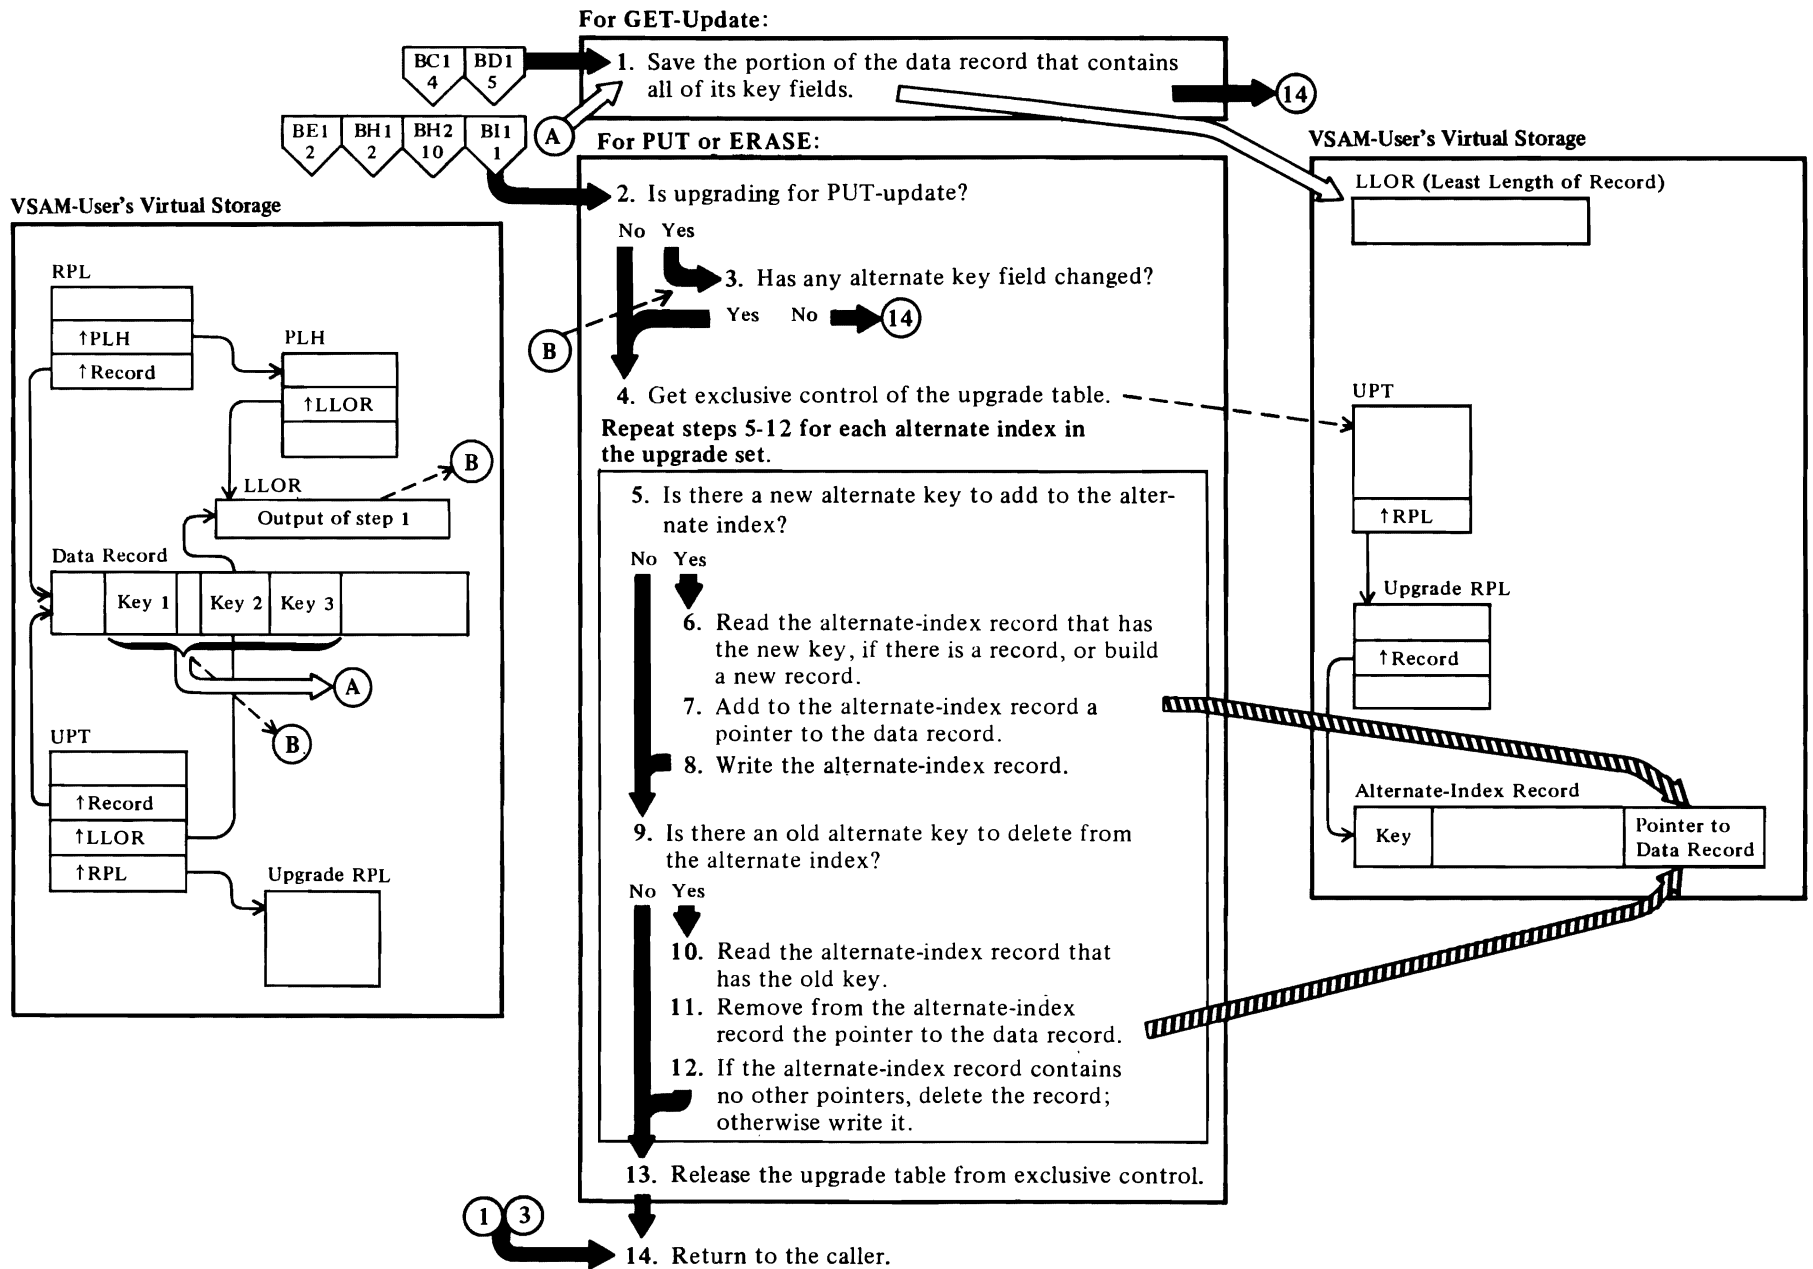 For GET-Update:
BC1
4
BD1
5
1. Save the portion of the data record that contains
all of its key fields.
14
BE1
2
BH1
2
BH2
10
BI1
1
A
For PUT or ERASE:
2. Is upgrading for PUT-update?
No Yes
3. Has any alternate key field changed?
Yes No
14
B
4. Get exclusive control of the upgrade table.
Repeat steps 5-12 for each alternate index in
the upgrade set.
5. Is there a new alternate key to add to the alter-
nate index?
No Yes
6. Read the alternate-index record that has
the new key, if there is a record, or build
a new record.
7. Add to the alternate-index record a
pointer to the data record.
8. Write the alternate-index record.
9. Is there an old alternate key to delete from
the alternate index?
No Yes
10. Read the alternate-index record that
has the old key.
11. Remove from the alternate-index
record the pointer to the data record.
12. If the alternate-index record contains
no other pointers, delete the record;
otherwise write it.
13. Release the upgrade table from exclusive control.
1 3
14. Return to the caller.
VSAM-User's Virtual Storage
RPL
↑PLH
↑Record
PLH
↑LLOR
B
LLOR
Output of step 1
Data Record
Key 1
Key 2
Key 3
A
B
UPT
↑Record
↑LLOR
↑RPL
Upgrade RPL
VSAM-User's Virtual Storage
LLOR (Least Length of Record)
UPT
↑RPL
Upgrade RPL
↑Record
Alternate-Index Record
Key
Pointer to
Data Record